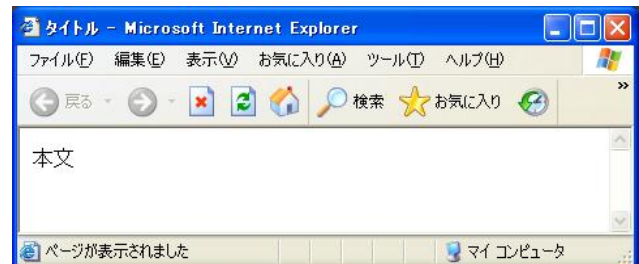 タイトル - Microsoft Internet Explorer
ファイル(F) 編集(E) 表示(V) お気に入り(A) ツール(T) ヘルプ(H)
戻る 検索 お気に入り »
本文
ページが表示されました マイ コンピュータ